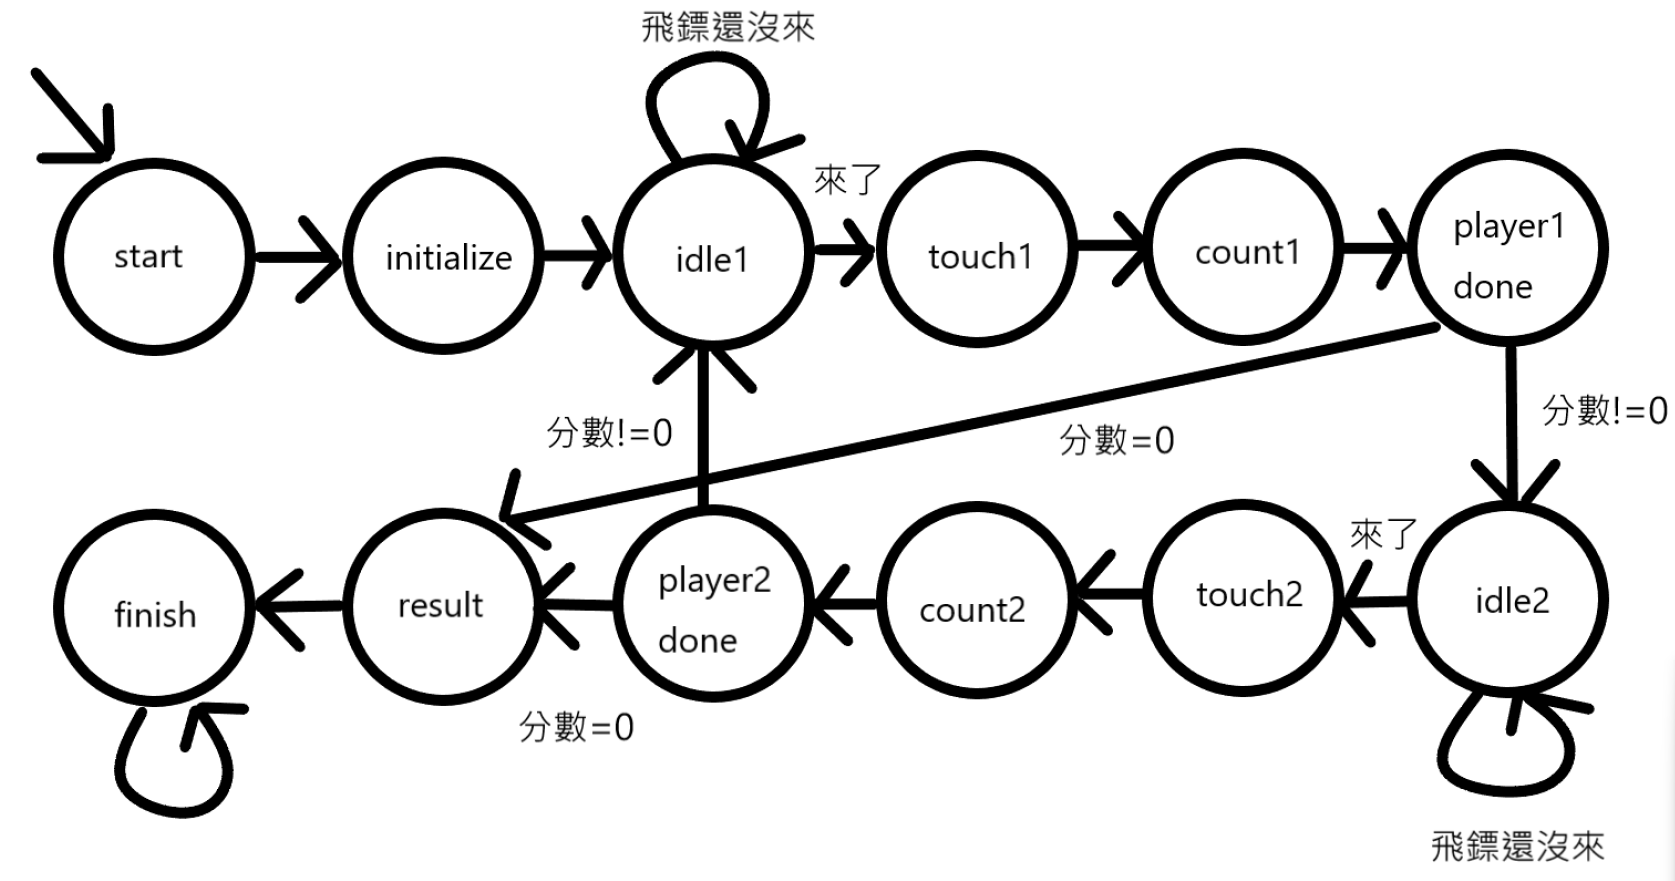 飛鏢還沒來
來了
start
initialize
idle1
touch1
count1
player1
done
分數!=0
分數=0
分數!=0
來了
finish
result
player2
done
count2
touch2
idle2
分數=0
飛鏢還沒來